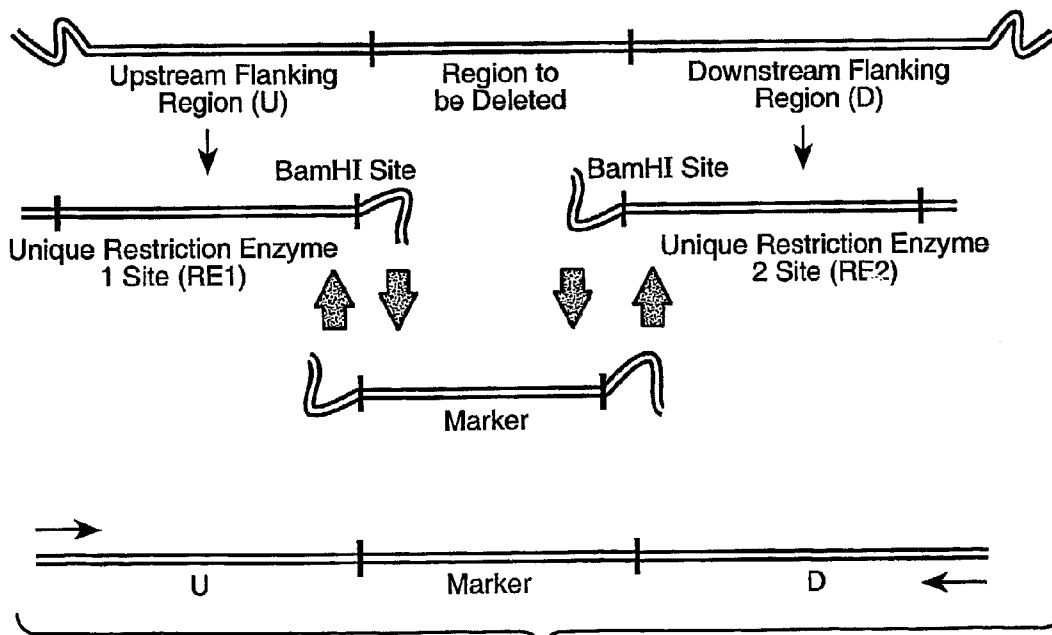 Upstream Flanking
Region (U)
Region to
be Deleted
Downstream Flanking
Region (D)
BamHI Site
BamHI Site
Unique Restriction Enzyme
1 Site (RE1)
Unique Restriction Enzyme
2 Site (RE2)
Marker
U
Marker
D